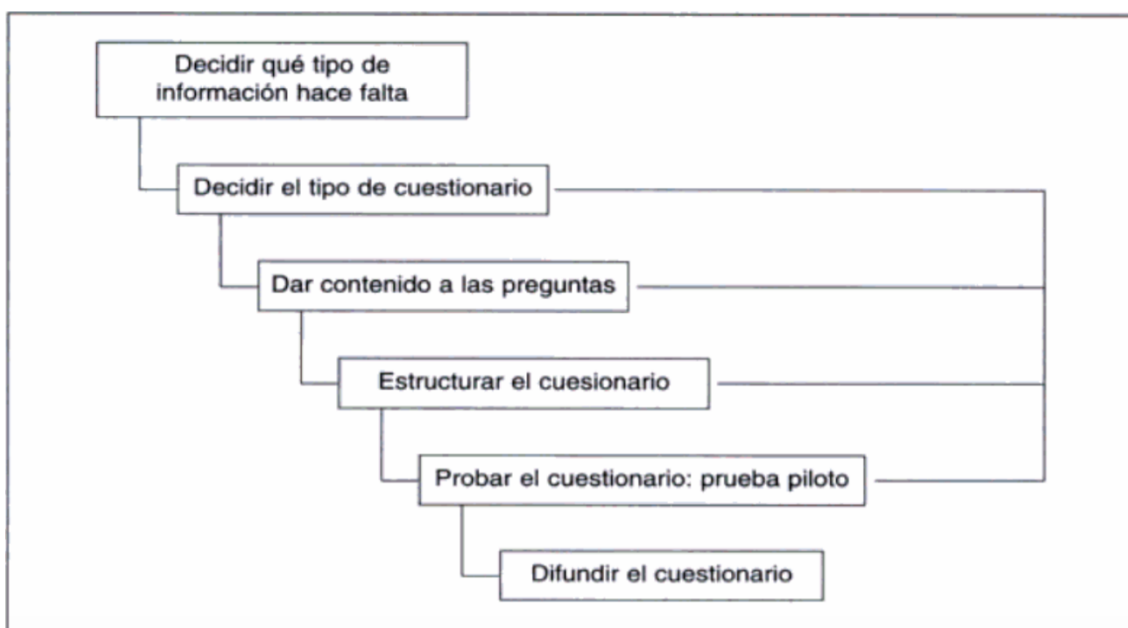 Decidir qué tipo de
información hace falta
Decidir el tipo de cuestionario
Dar contenido a las preguntas
Estructurar el cuesionario
Probar el cuestionario: prueba piloto
Difundir el cuestionario